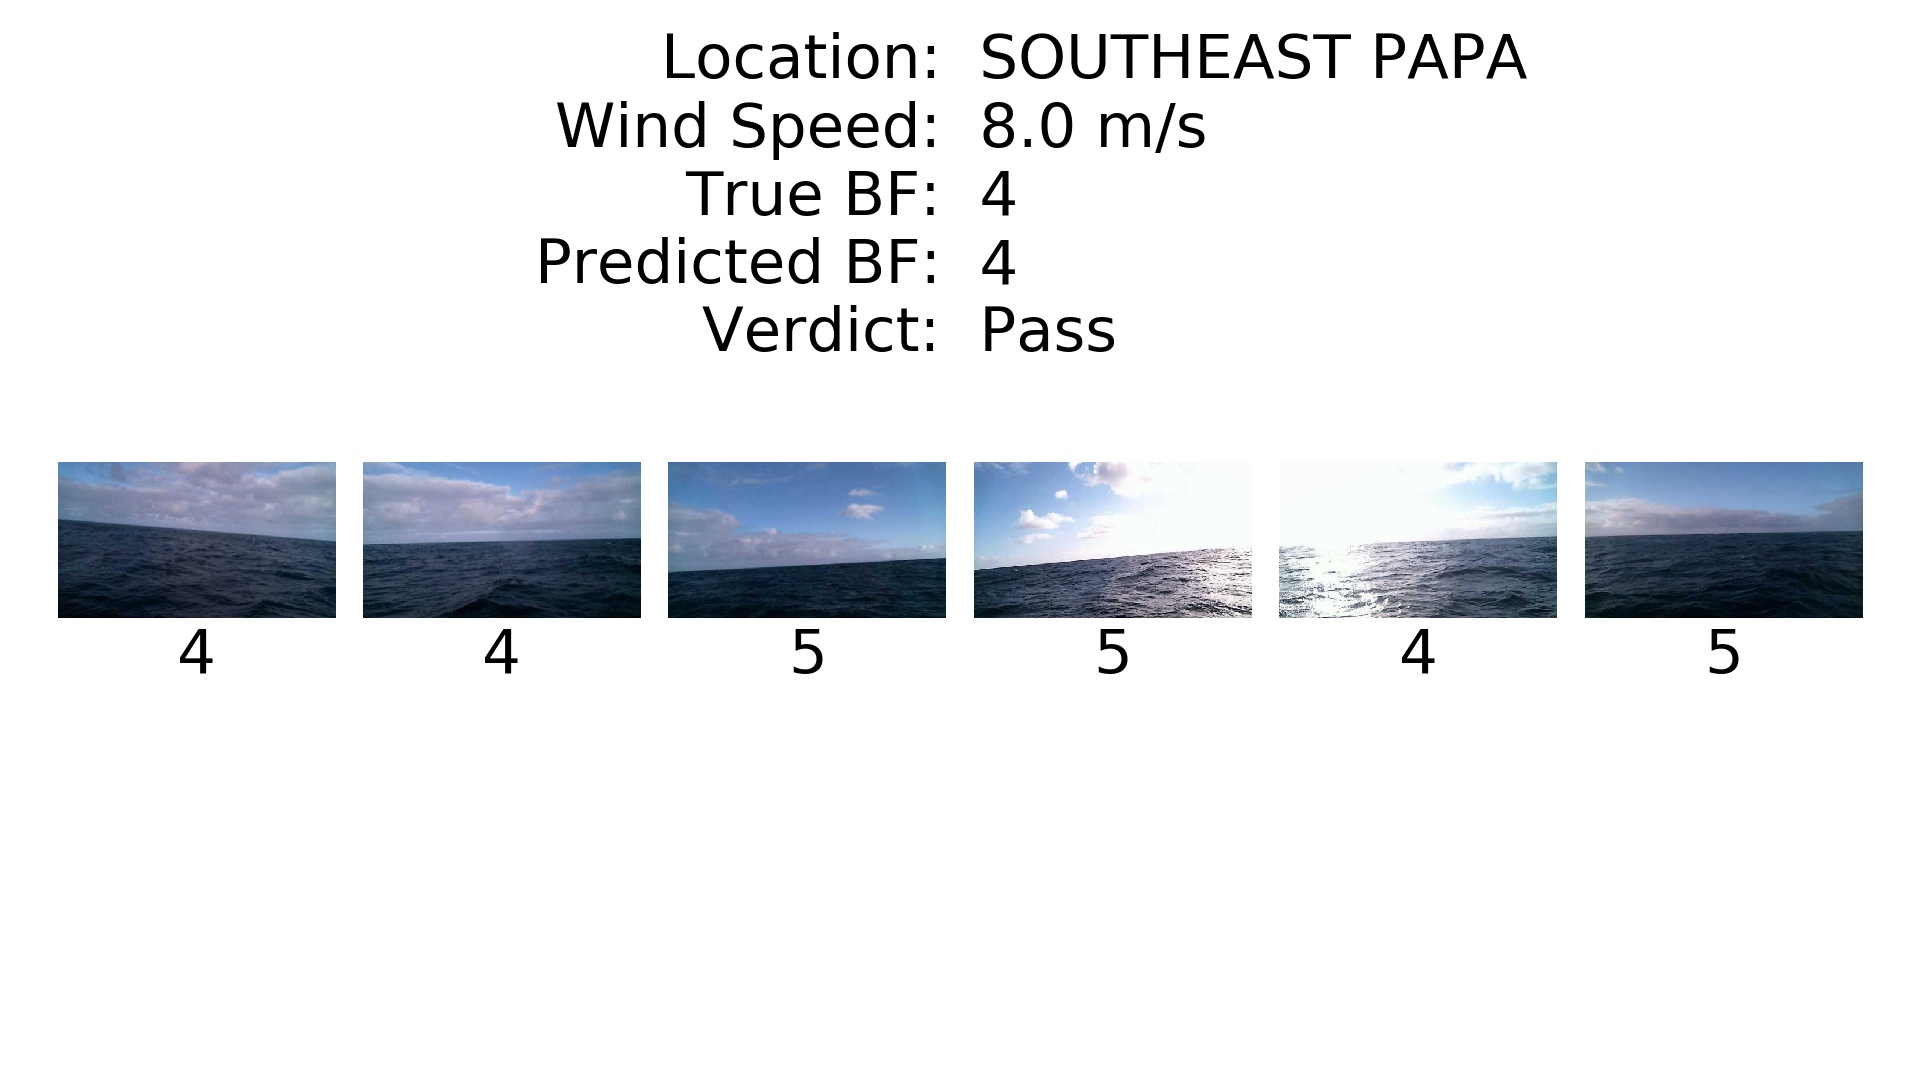 Location: SOUTHEAST PAPA
Wind Speed: 8.0 m/s
True BF: 4
Predicted BF: 4
Verdict: Pass
4 4 5 5 4 5